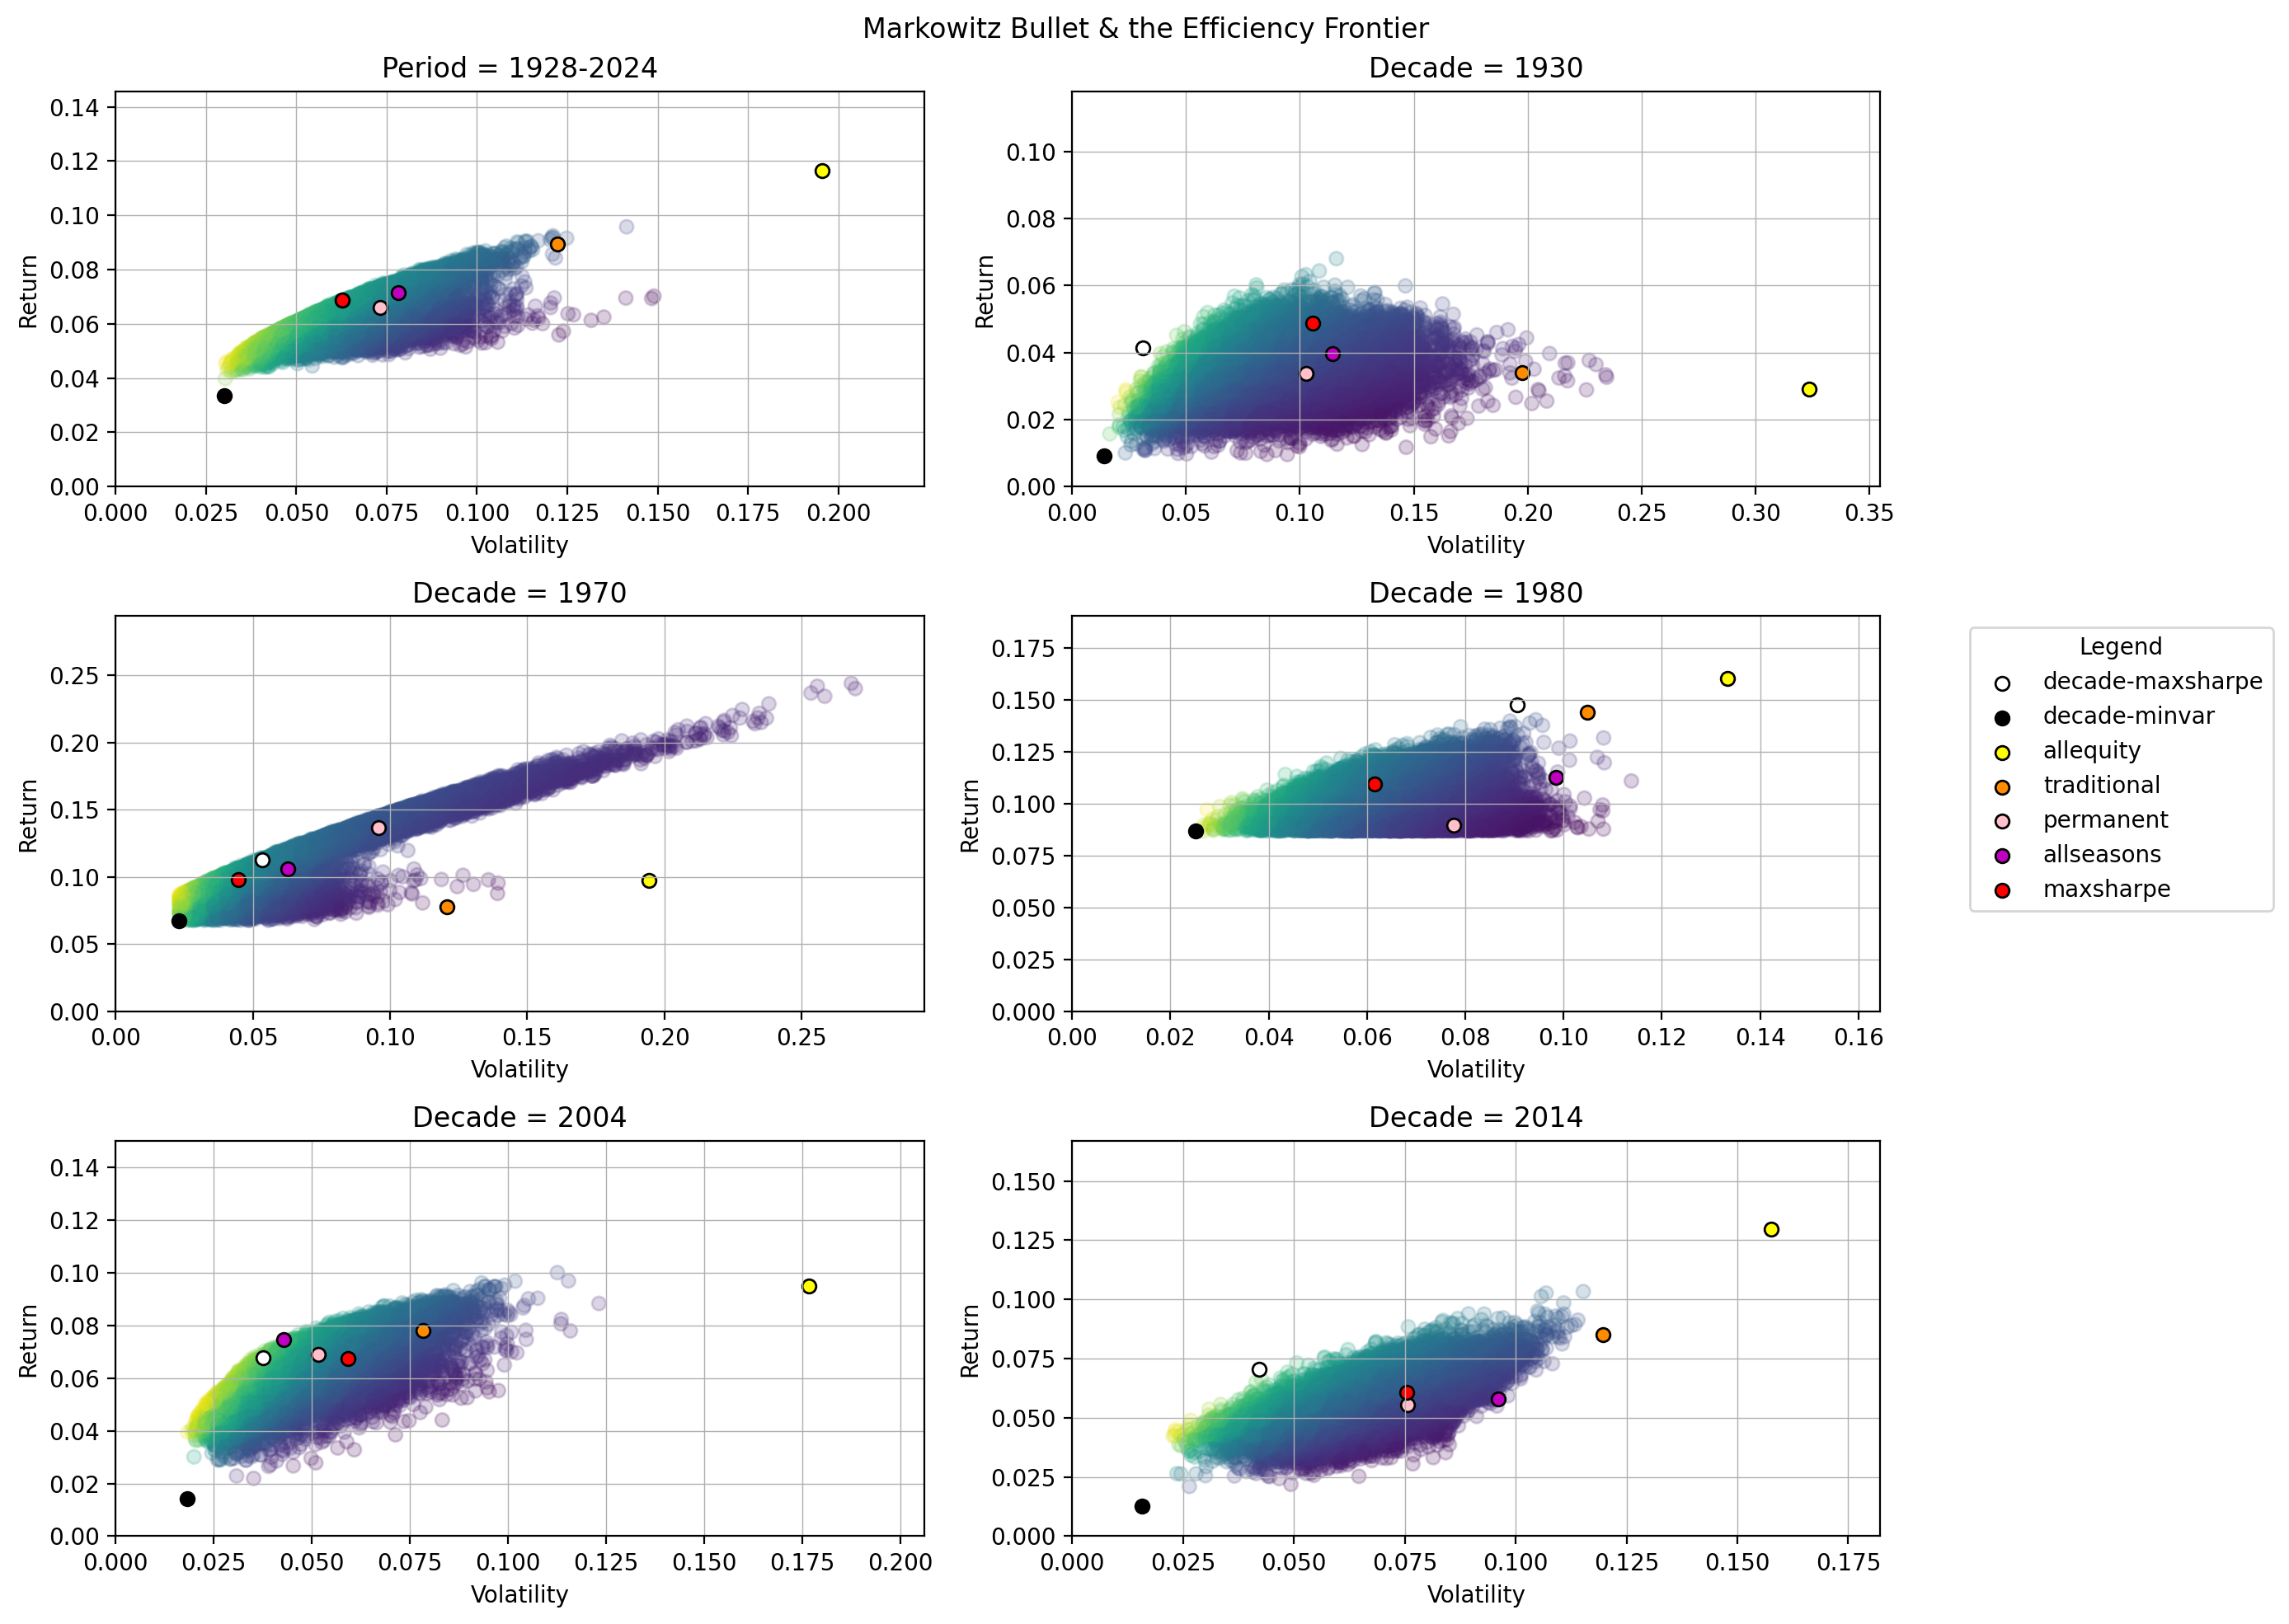 Markowitz Bullet & the Efficiency Frontier
Period = 1928-2024
0.14
0.12
0.10
0.08
0.06
0.04
0.02
0.00
Return
0.000 0.025 0.050 0.075 0.100 0.125 0.150 0.175 0.200
Volatility
Decade = 1930
0.10
0.08
0.06
0.04
0.02
0.00
Return
0.00 0.05 0.10 0.15 0.20 0.25 0.30 0.35
Volatility
Decade = 1970
0.25
0.20
0.15
0.10
0.05
0.00
Return
0.00 0.05 0.10 0.15 0.20 0.25
Volatility
Decade = 1980
0.175
0.150
0.125
0.100
0.075
0.050
0.025
0.000
Return
0.00 0.02 0.04 0.06 0.08 0.10 0.12 0.14 0.16
Volatility
Legend
decade-maxsharpe
decade-minvar
allequity
traditional
permanent
allseasons
maxsharpe
Decade = 2004
0.14
0.12
0.10
0.08
0.06
0.04
0.02
0.00
Return
0.000 0.025 0.050 0.075 0.100 0.125 0.150 0.175 0.200
Volatility
Decade = 2014
0.150
0.125
0.100
0.075
0.050
0.025
0.000
Return
0.000 0.025 0.050 0.075 0.100 0.125 0.150 0.175
Volatility